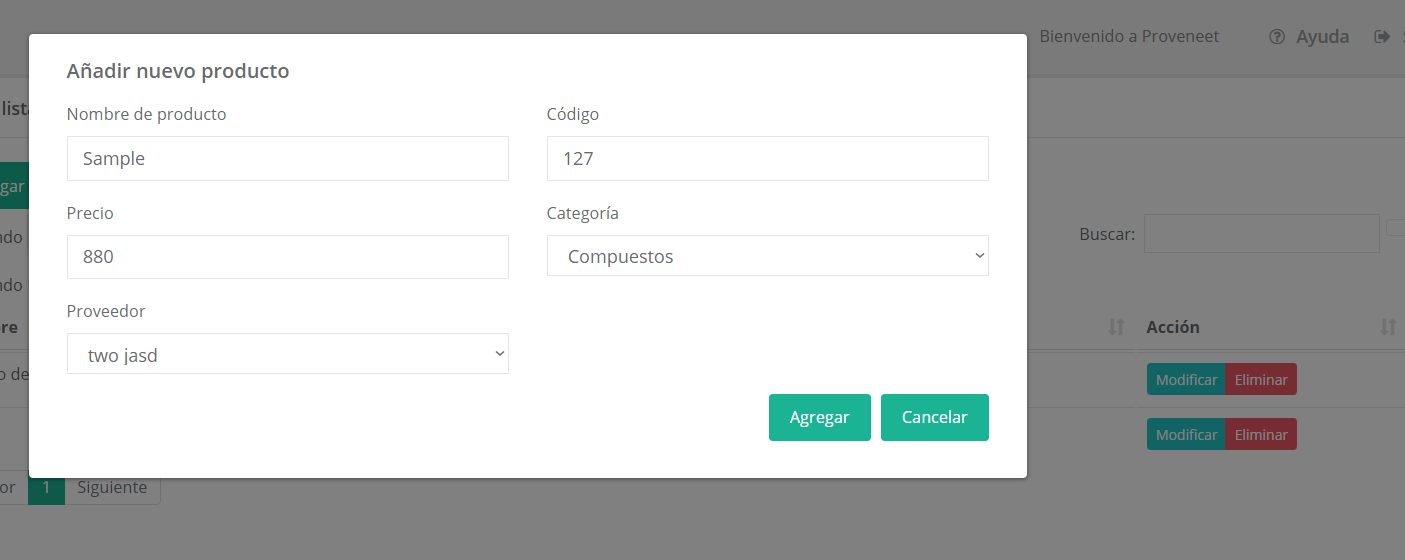 Bienvenido a Proveneet Ayuda
Añadir nuevo producto
lista
Nombre de producto Código
Sample 127
gar
Precio Categoría
ndo Buscar:
880 Compuestos
ndo
Proveedor
re Acción
two jasd
o de Modificar Eliminar
Agregar Cancelar
Modificar Eliminar
or 1 Siguiente